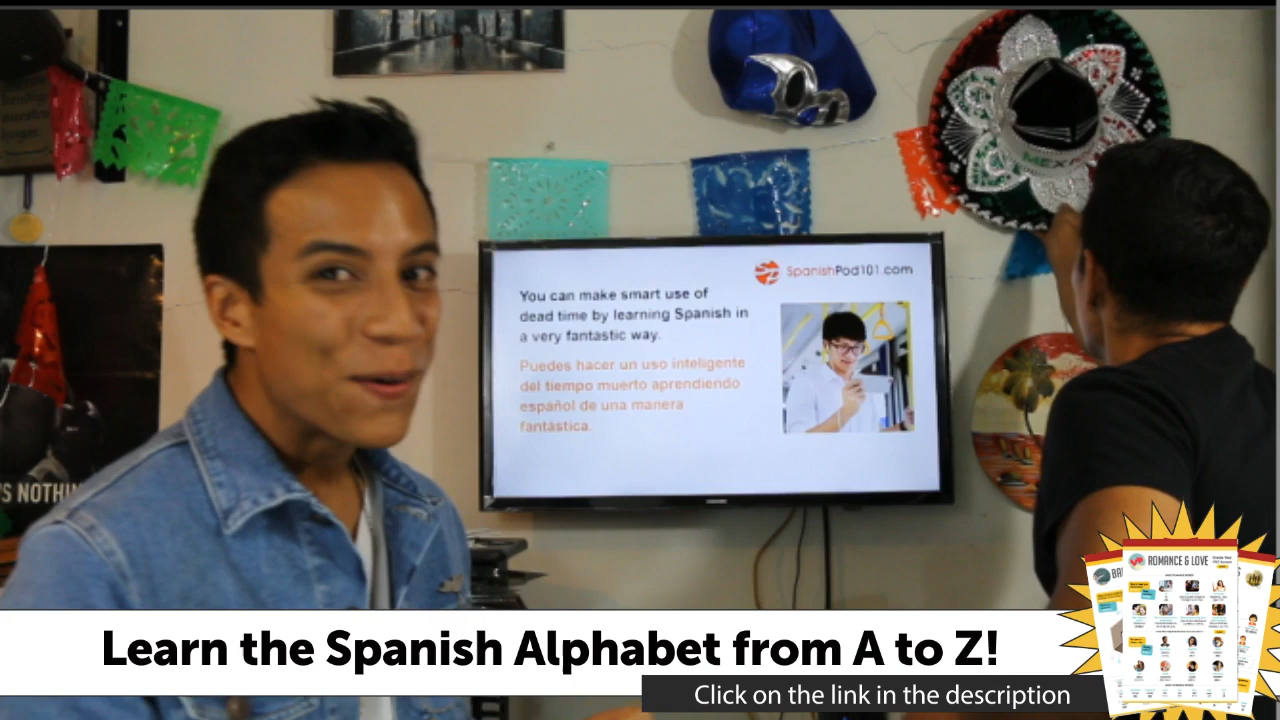 MEXICO
SpanishPod101.com
You can make smart use of
dead time by learning Spanish in
a very fantastic way.
Puedes hacer un uso inteligente
del tiempo muerto aprendiendo
español de una manera
fantástica.
'S NOTHIN
ROMANCE & LOVE
BA
Learn the Spanish Alphabet from A to Z!
Click on the link in the description